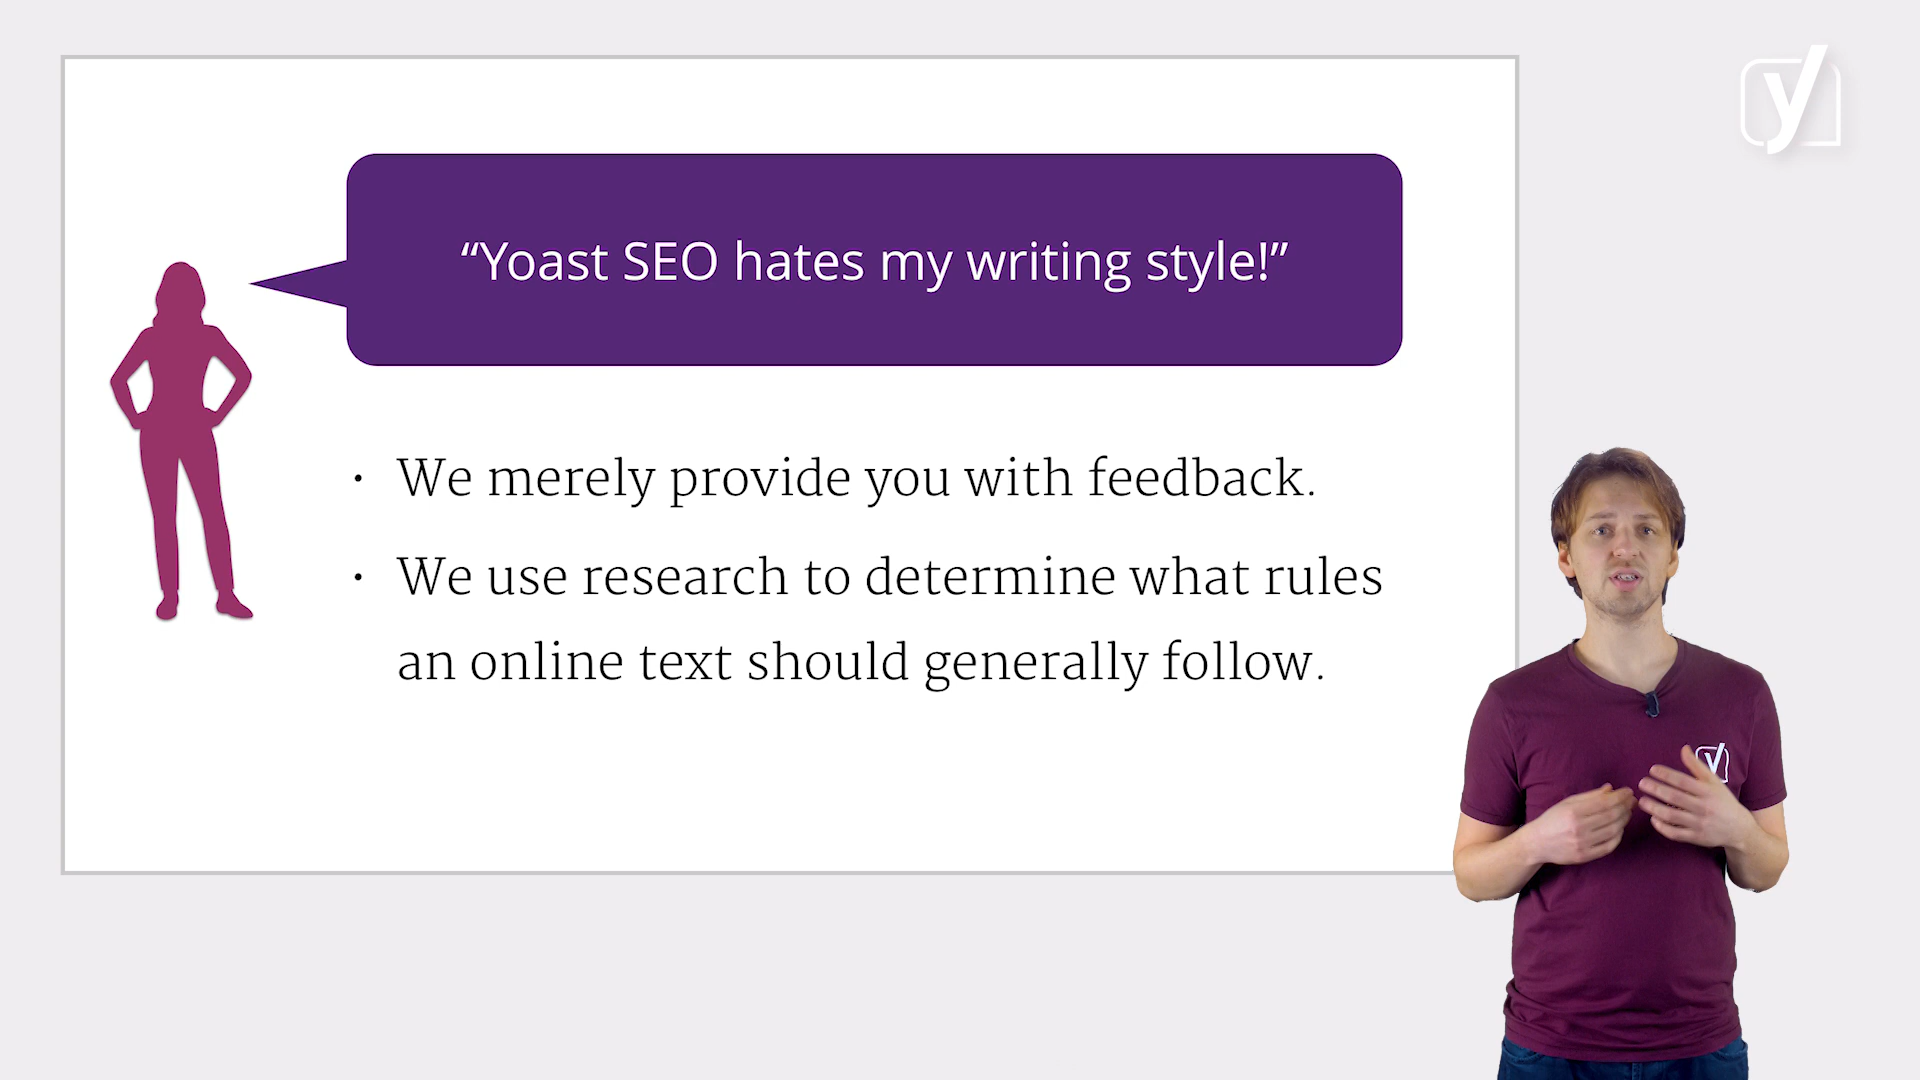 “Yoast SEO hates my writing style!”
• We merely provide you with feedback.
• We use research to determine what rules
an online text should generally follow.
y
y